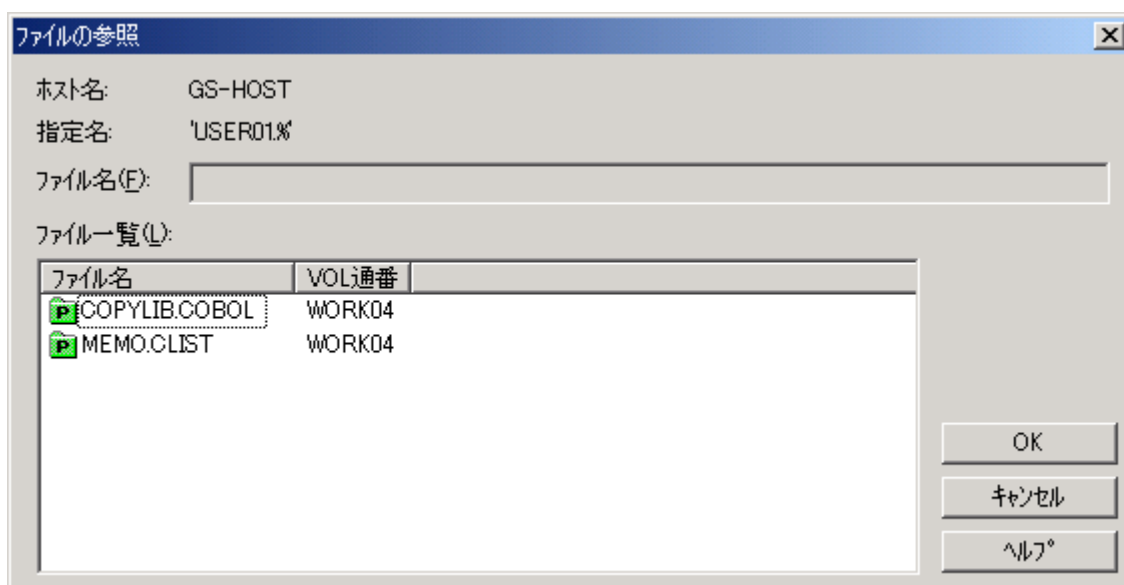 ファイルの参照
ホスト名: GS-HOST
指定名: 'USER01.%'
ファイル名(F):
ファイル一覧(L):
ファイル名 VOL通番
P COPYLIB.COBOL WORK04
P MEMO.CLIST WORK04
OK
キャンセル
ヘルプ